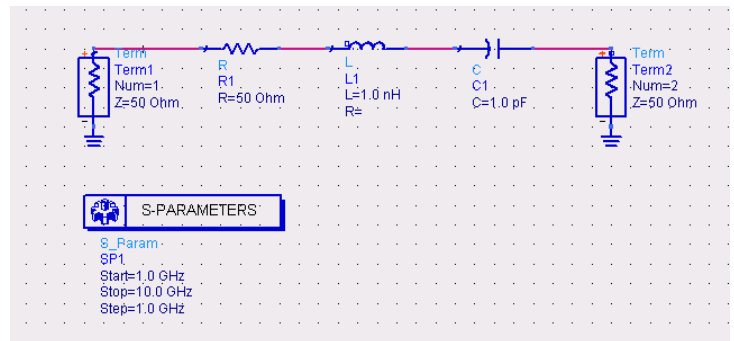 Term
Term1
Num=1
Z=50 Ohm
R
R1
R=50 Ohm
L
L1
L=1.0 nH
R=
C
C1
C=1.0 pF
Term
Term2
Num=2
Z=50 Ohm
S-PARAMETERS
S_Param
SP1
Start=1.0 GHz
Stop=10.0 GHz
Step=1.0 GHz